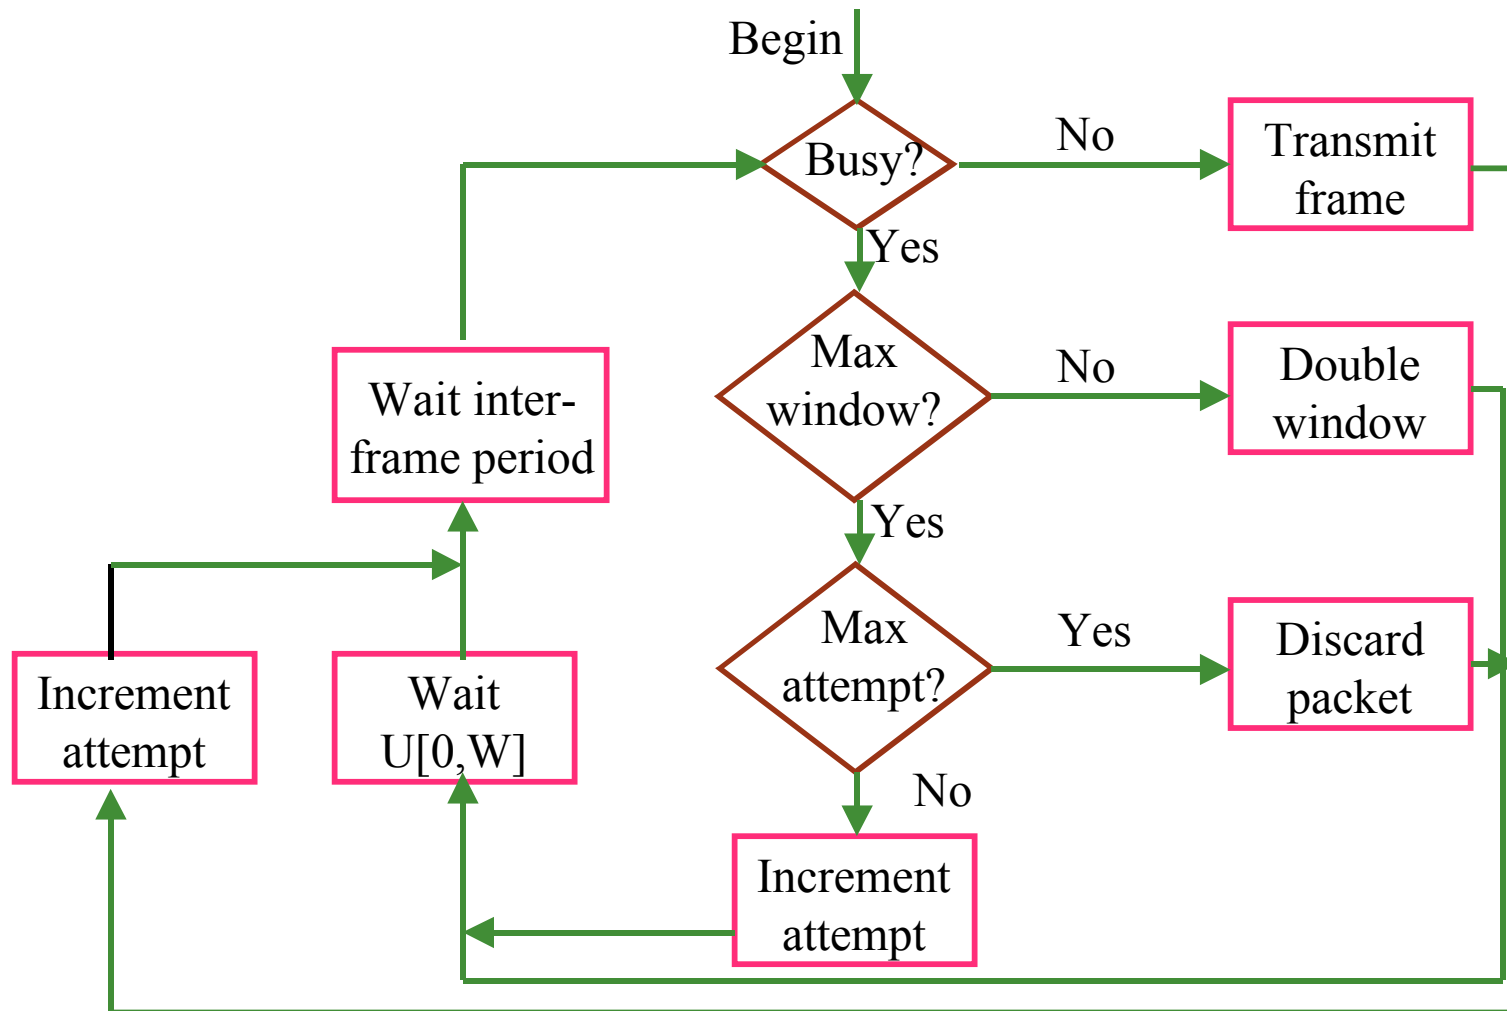 Begin
Busy?
No
Transmit
frame
Yes
Max
window?
No
Double
window
Wait inter-
frame period
Yes
Max
attempt?
Yes
Discard
packet
Increment
attempt
Wait
U[0,W]
No
Increment
attempt